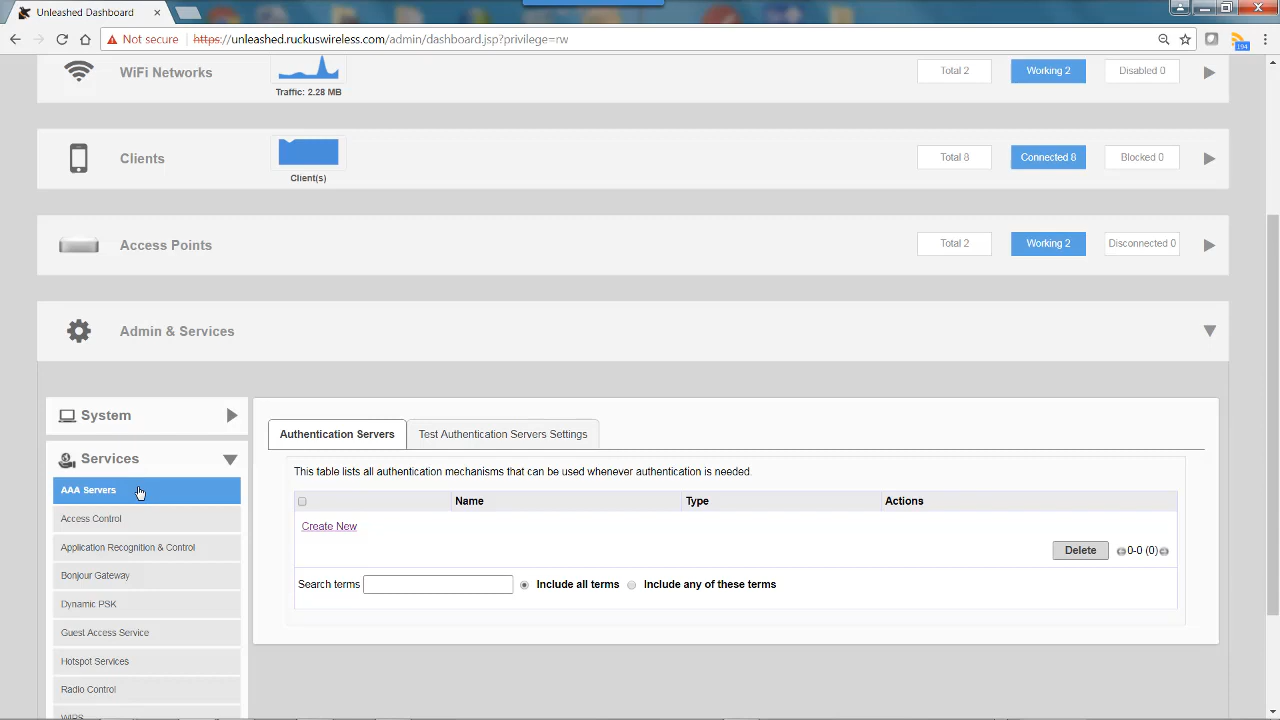 Unleashed Dashboard
Not secure
https://unleashed.ruckuswireless.com/admin/dashboard.jsp?privilege=rw
194
WiFi Networks
Traffic: 2.28 MB
Total 2
Working 2
Disabled 0
Clients
Client(s)
Total 8
Connected 8
Blocked 0
Access Points
Total 2
Working 2
Disconnected 0
Admin & Services
System
Services
AAA Servers
Access Control
Application Recognition & Control
Bonjour Gateway
Dynamic PSK
Guest Access Service
Hotspot Services
Radio Control
WIPS
Authentication Servers
Test Authentication Servers Settings
This table lists all authentication mechanisms that can be used whenever authentication is needed.
Name
Type
Actions
Create New
Delete
0-0 (0)
Search terms
Include all terms
Include any of these terms